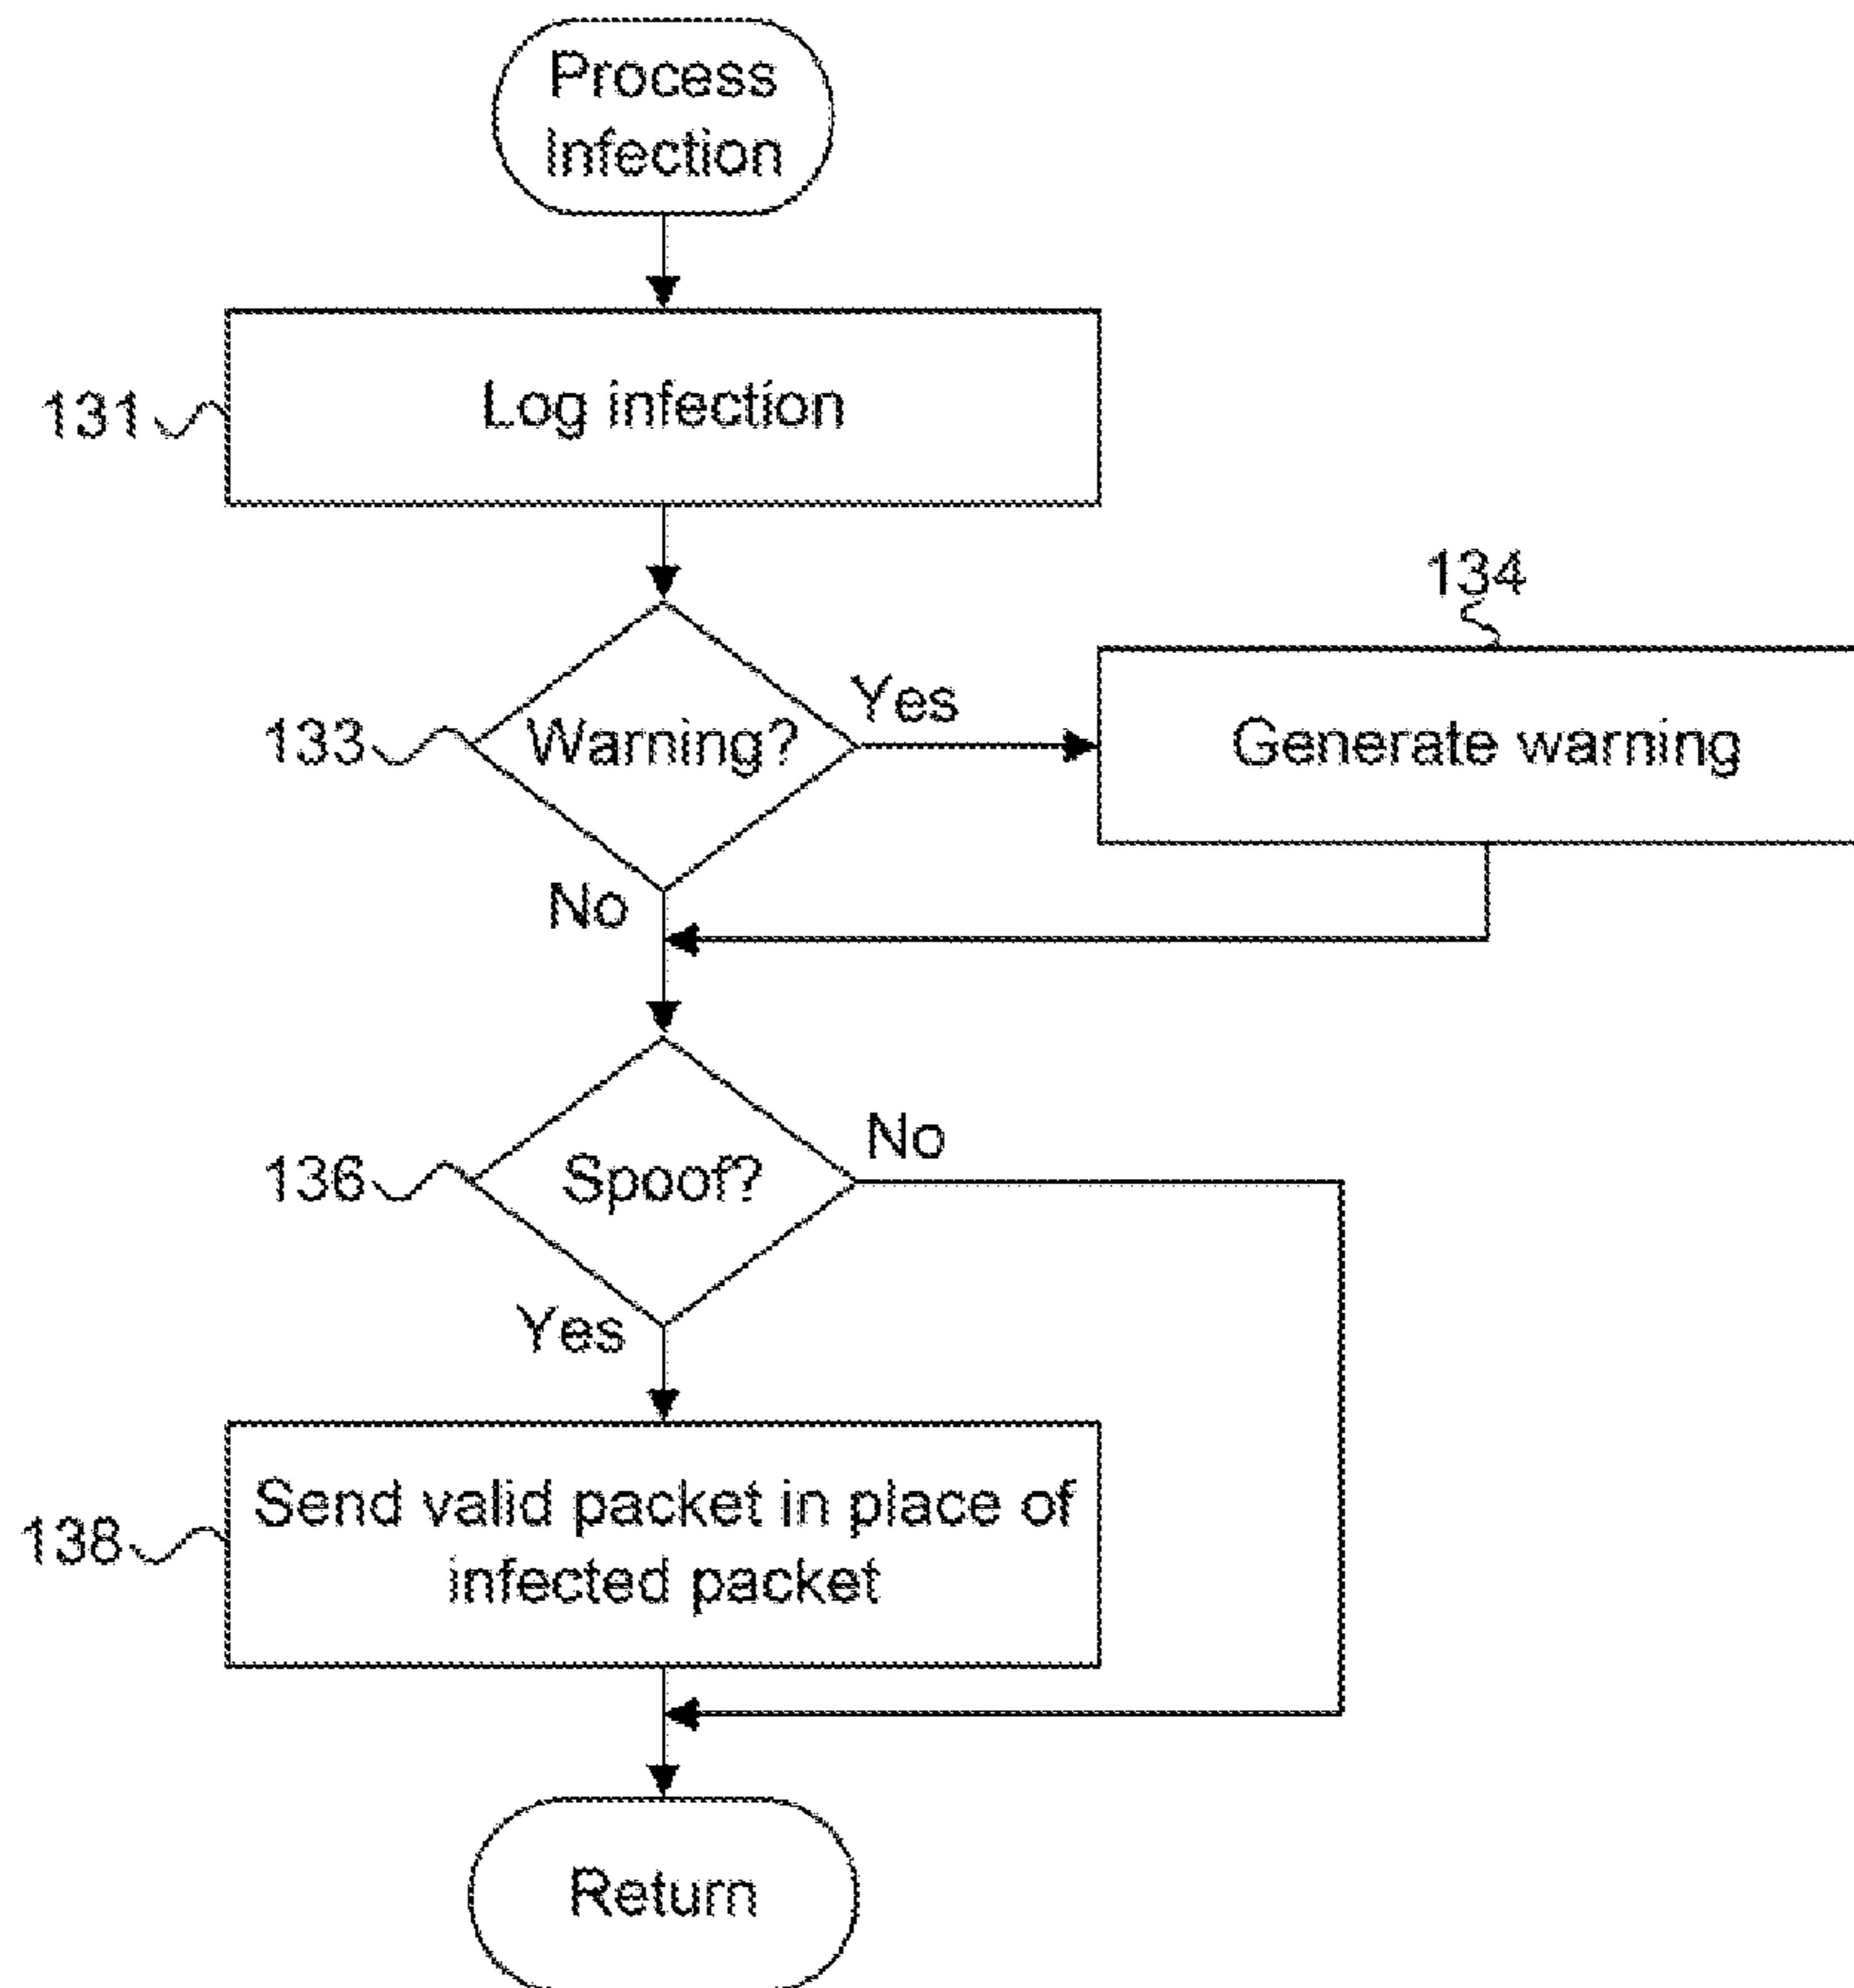 Process
Infection
131
Log infection
134
133
Warning?
Yes
Generate warning
No
136
Spoof?
No
Yes
138
Send valid packet in place of
infected packet
Return